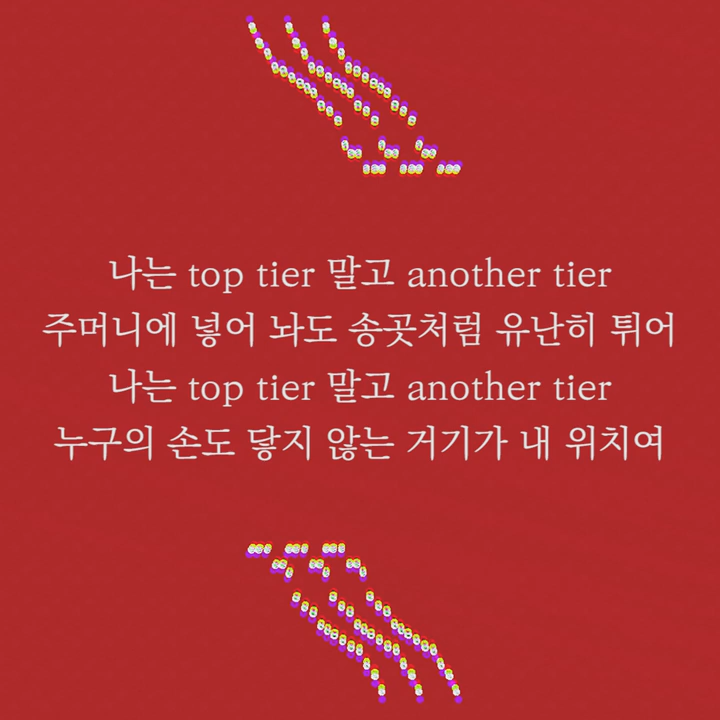 나는 top tier 말고 another tier
주머니에 넣어 놔도 송곳처럼 유난히 튀어
나는 top tier 말고 another tier
누구의 손도 닿지 않는 거기가 내 위치여